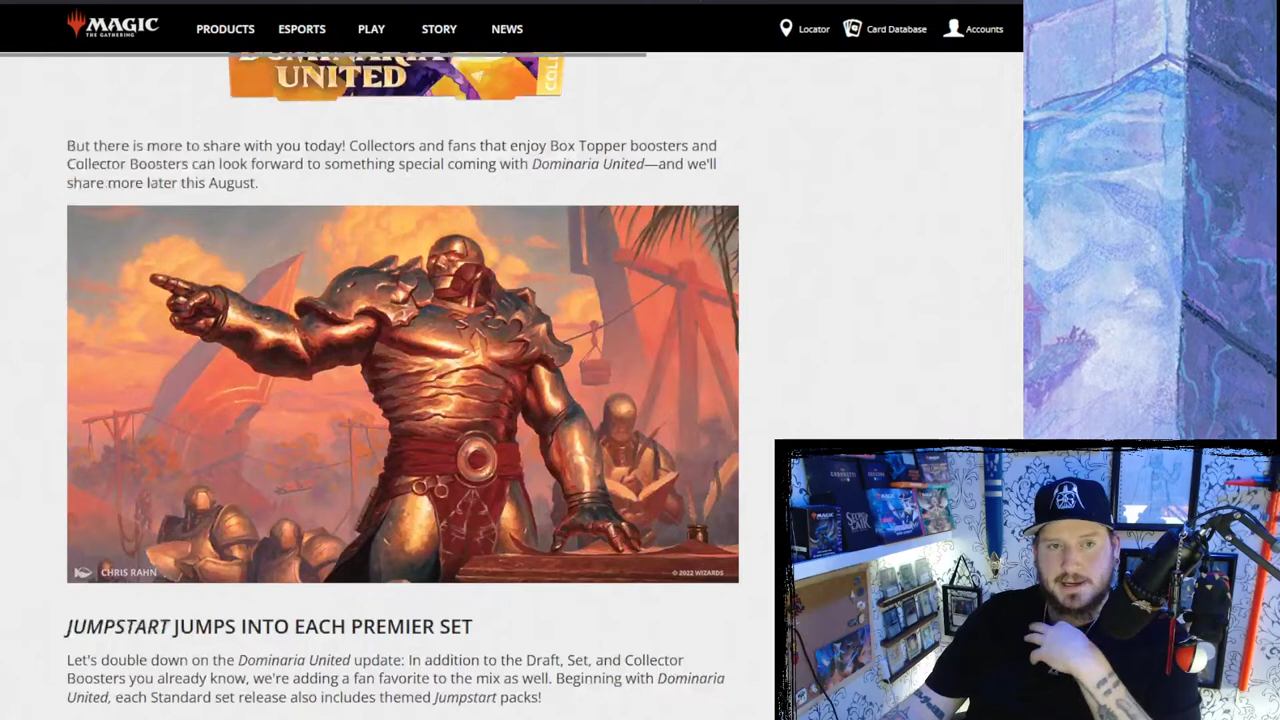 MAGIC
THE GATHERING
PRODUCTS ESPORTS PLAY STORY NEWS
Locator Card Database Accounts
DOMINARIA
UNITED
But there is more to share with you today! Collectors and fans that enjoy Box Topper boosters and
Collector Boosters can look forward to something special coming with Dominaria United—and we'll
share more later this August.
CHRIS RAHN
© 2022 WIZARDS
JUMPSTART JUMPS INTO EACH PREMIER SET
Let's double down on the Dominaria United update: In addition to the Draft, Set, and Collector
Boosters you already know, we're adding a fan favorite to the mix as well. Beginning with Dominaria
United, each Standard set release also includes themed Jumpstart packs!
MAGIC